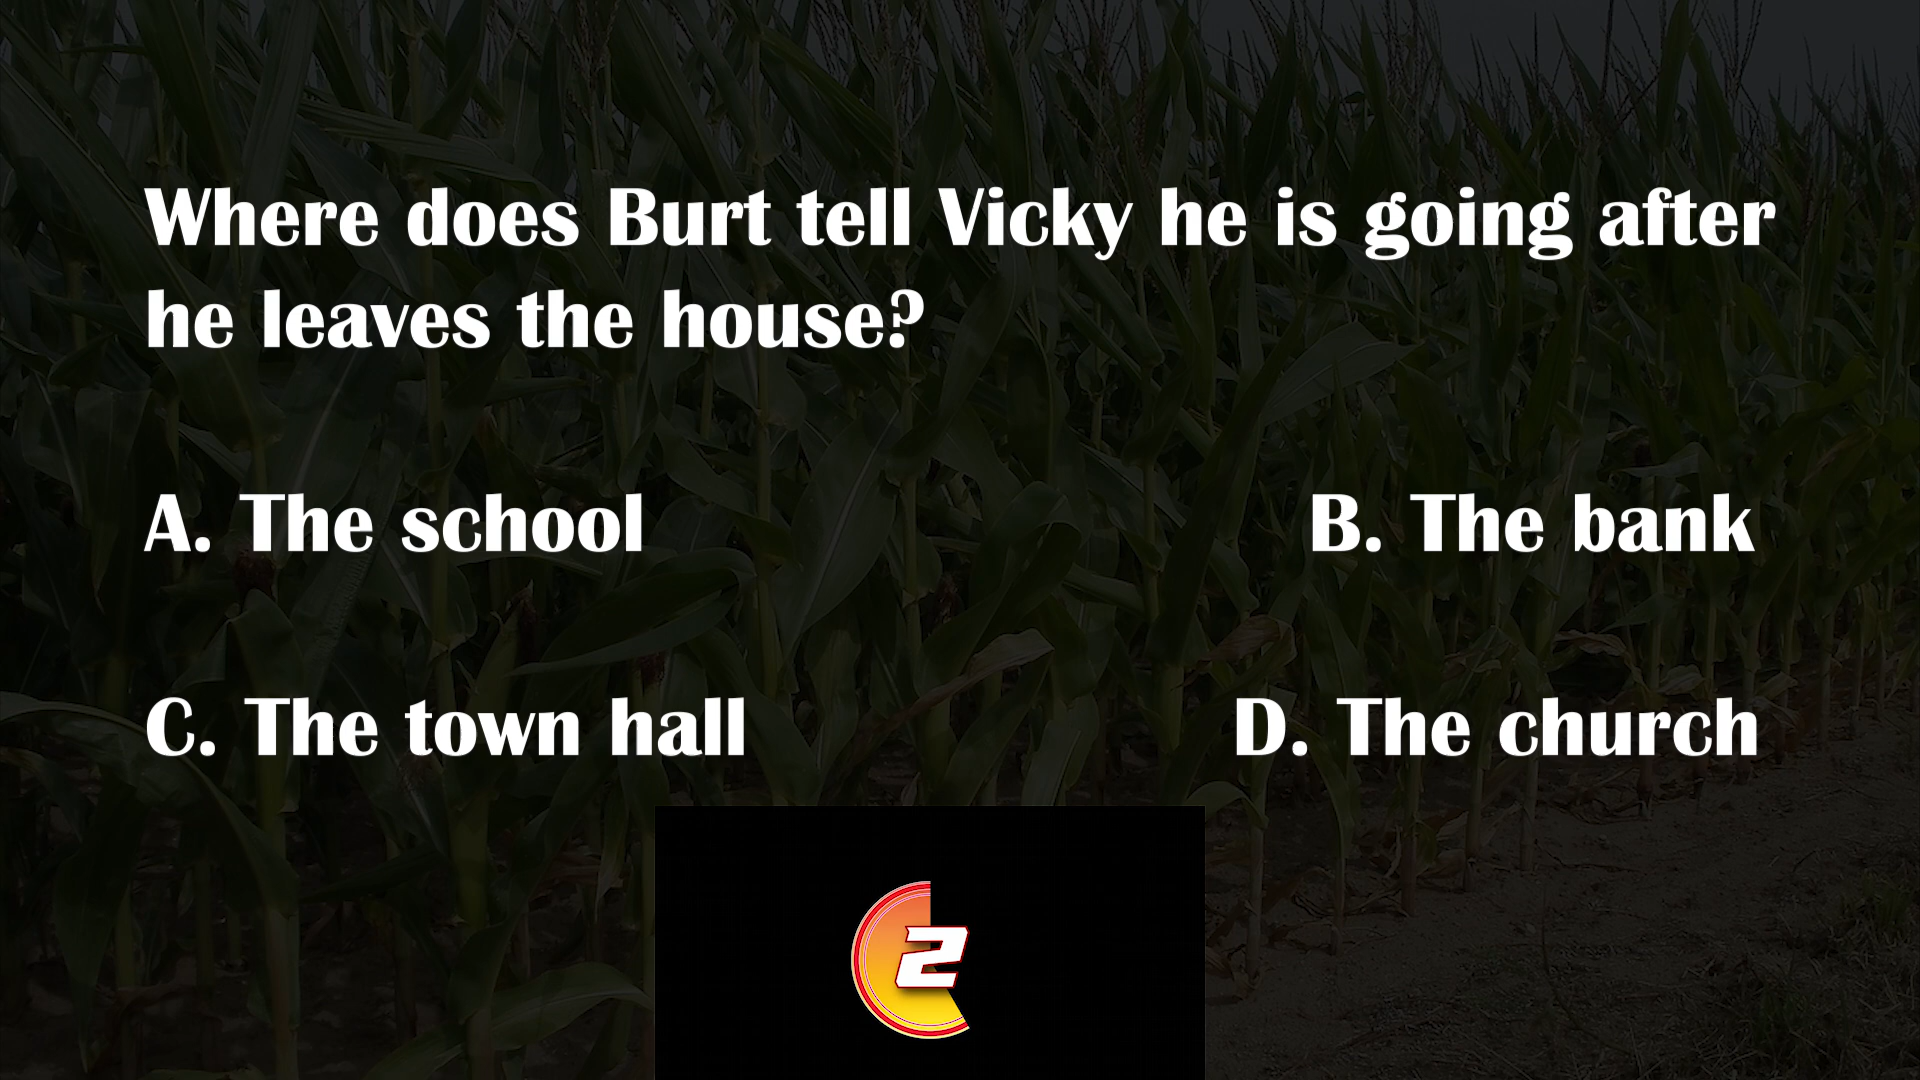 Where does Burt tell Vicky he is going after
he leaves the house?
A. The school
B. The bank
C. The town hall
D. The church
2